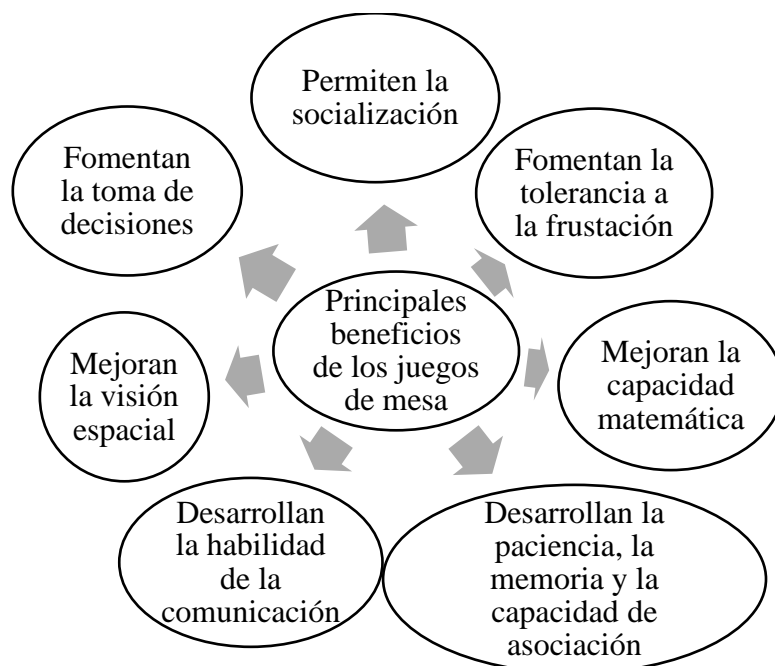 Permiten la
socialización
Fomentan la
tolerancia a
la frustación
Mejoran la
capacidad
matemática
Desarrollan la
paciencia, la
memoria y la
capacidad de
asociación
Desarrollan
la habilidad
de la
comunicación
Mejoran
la visión
espacial
Fomentan
la toma de
decisiones
Principales
beneficios
de los juegos
de mesa